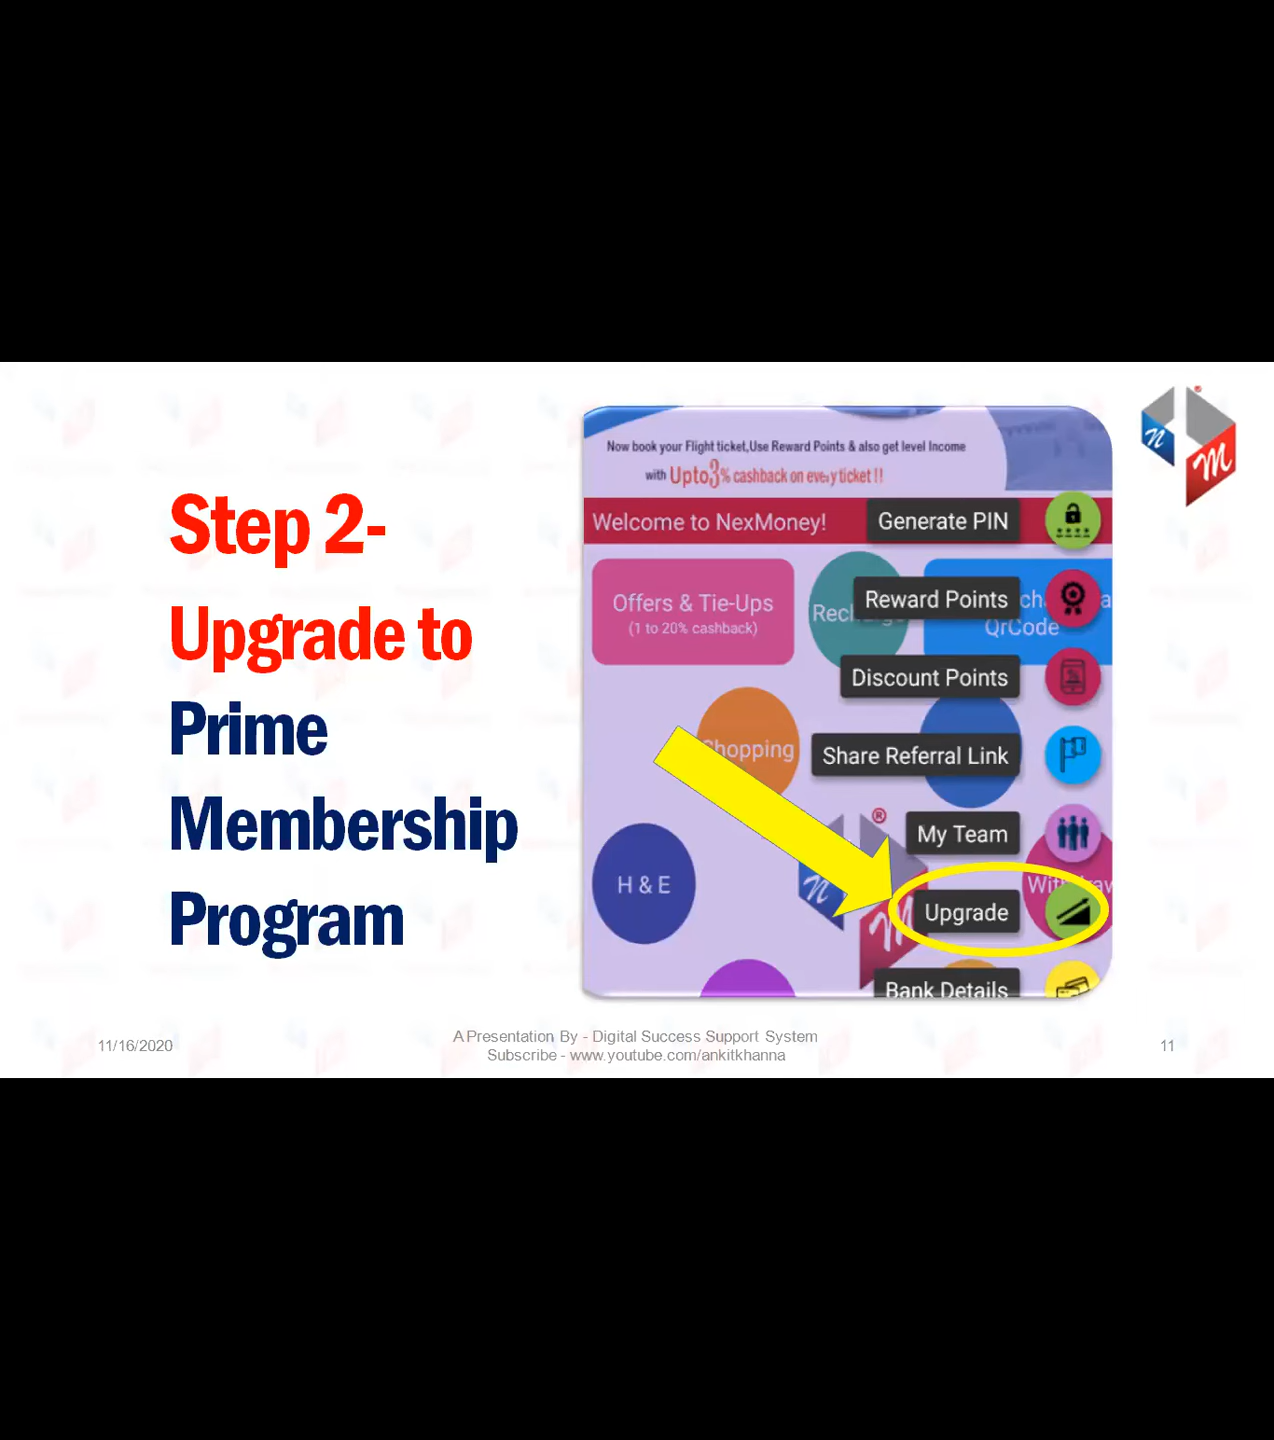 Step 2-
Upgrade to
Prime
Membership
Program
Now book your Flight ticket,Use Reward Points & also get level Income
with Upto 3% cashback on every ticket !!
Welcome to NexMoney!
Generate PIN
Offers & Tie-Ups
(1 to 20% cashback)
Reward Points
QrCode
Discount Points
Shopping
Share Referral Link
My Team
H & E
Upgrade
Bank Details
n
M
11/16/2020
A Presentation By - Digital Success Support System
Subscribe - www.youtube.com/ankitkhanna
11